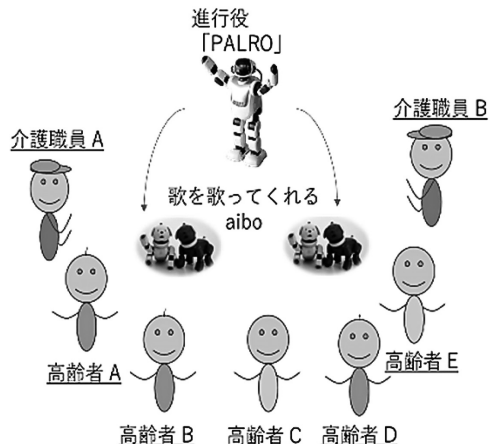 進行役
「PALRO」
介護職員 A
介護職員 B
歌を歌ってくれる
aibo
高齢者 A
高齢者 E
高齢者 B
高齢者 C
高齢者 D